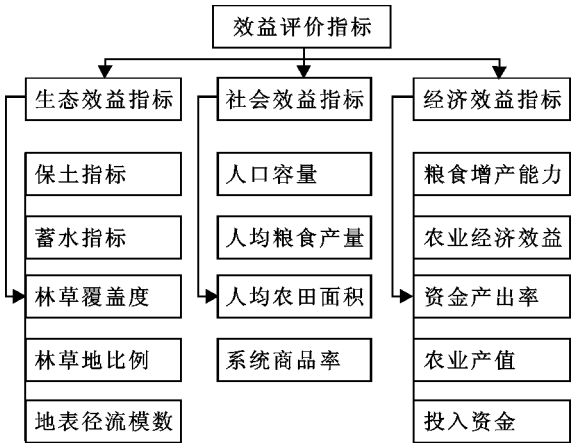 效益评价指标
生态效益指标
社会效益指标
经济效益指标
保土指标
人口容量
粮食增产能力
蓄水指标
人均粮食产量
农业经济效益
林草覆盖度
人均农田面积
资金产出率
林草地比例
系统商品率
农业产值
地表径流模数
投入资金